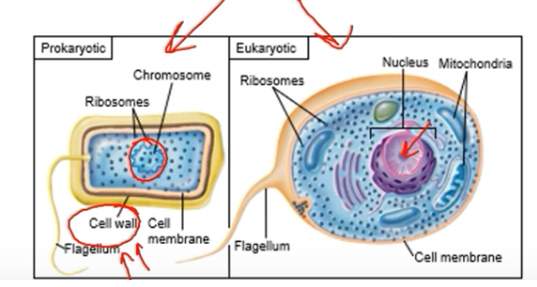 Prokaryotic
Chromosome
Ribosomes
Cell wall
Cell
membrane
Flagellum
Eukaryotic
Nucleus
Mitochondria
Ribosomes
Flagellum
Cell membrane